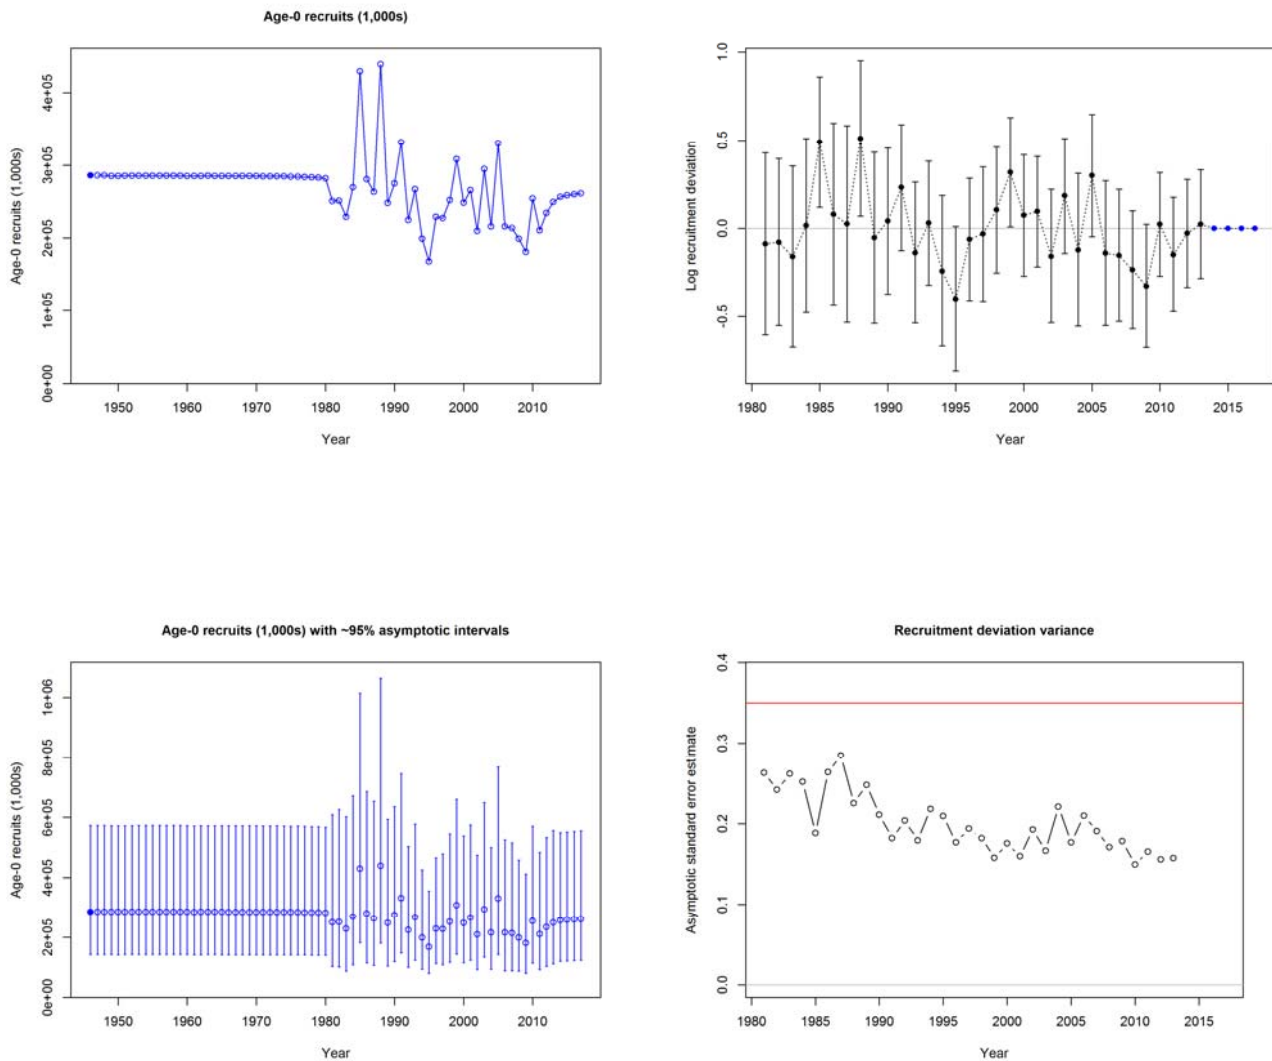 Age-0 recruits (1,000s)
Age-0 recruits (1,000s)
0e+00 1e+05 2e+05 3e+05 4e+05
1950 1960 1970 1980 1990 2000 2010
Year
Log recruitment deviation
-0.5 0.0 0.5 1.0
1980 1985 1990 1995 2000 2005 2010 2015
Year
Age-0 recruits (1,000s) with ~95% asymptotic intervals
Age-0 recruits (1,000s)
0e+00 2e+05 4e+05 6e+05 8e+05 1e+06
1950 1960 1970 1980 1990 2000 2010
Year
Recruitment deviation variance
Asymptotic standard error estimate
0.0 0.1 0.2 0.3 0.4
1980 1985 1990 1995 2000 2005 2010 2015
Year